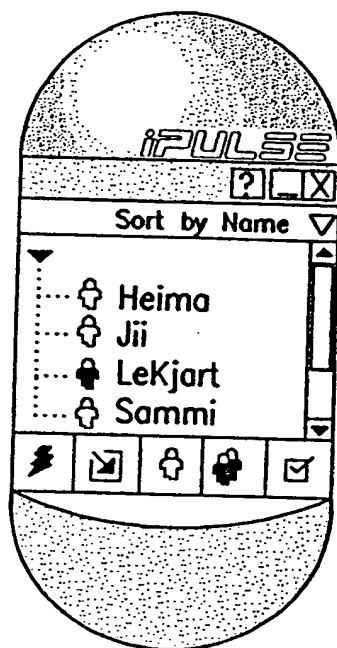 iPULSE
? _ X
Sort by Name
Heima
Jii
LeKjart
Sammi